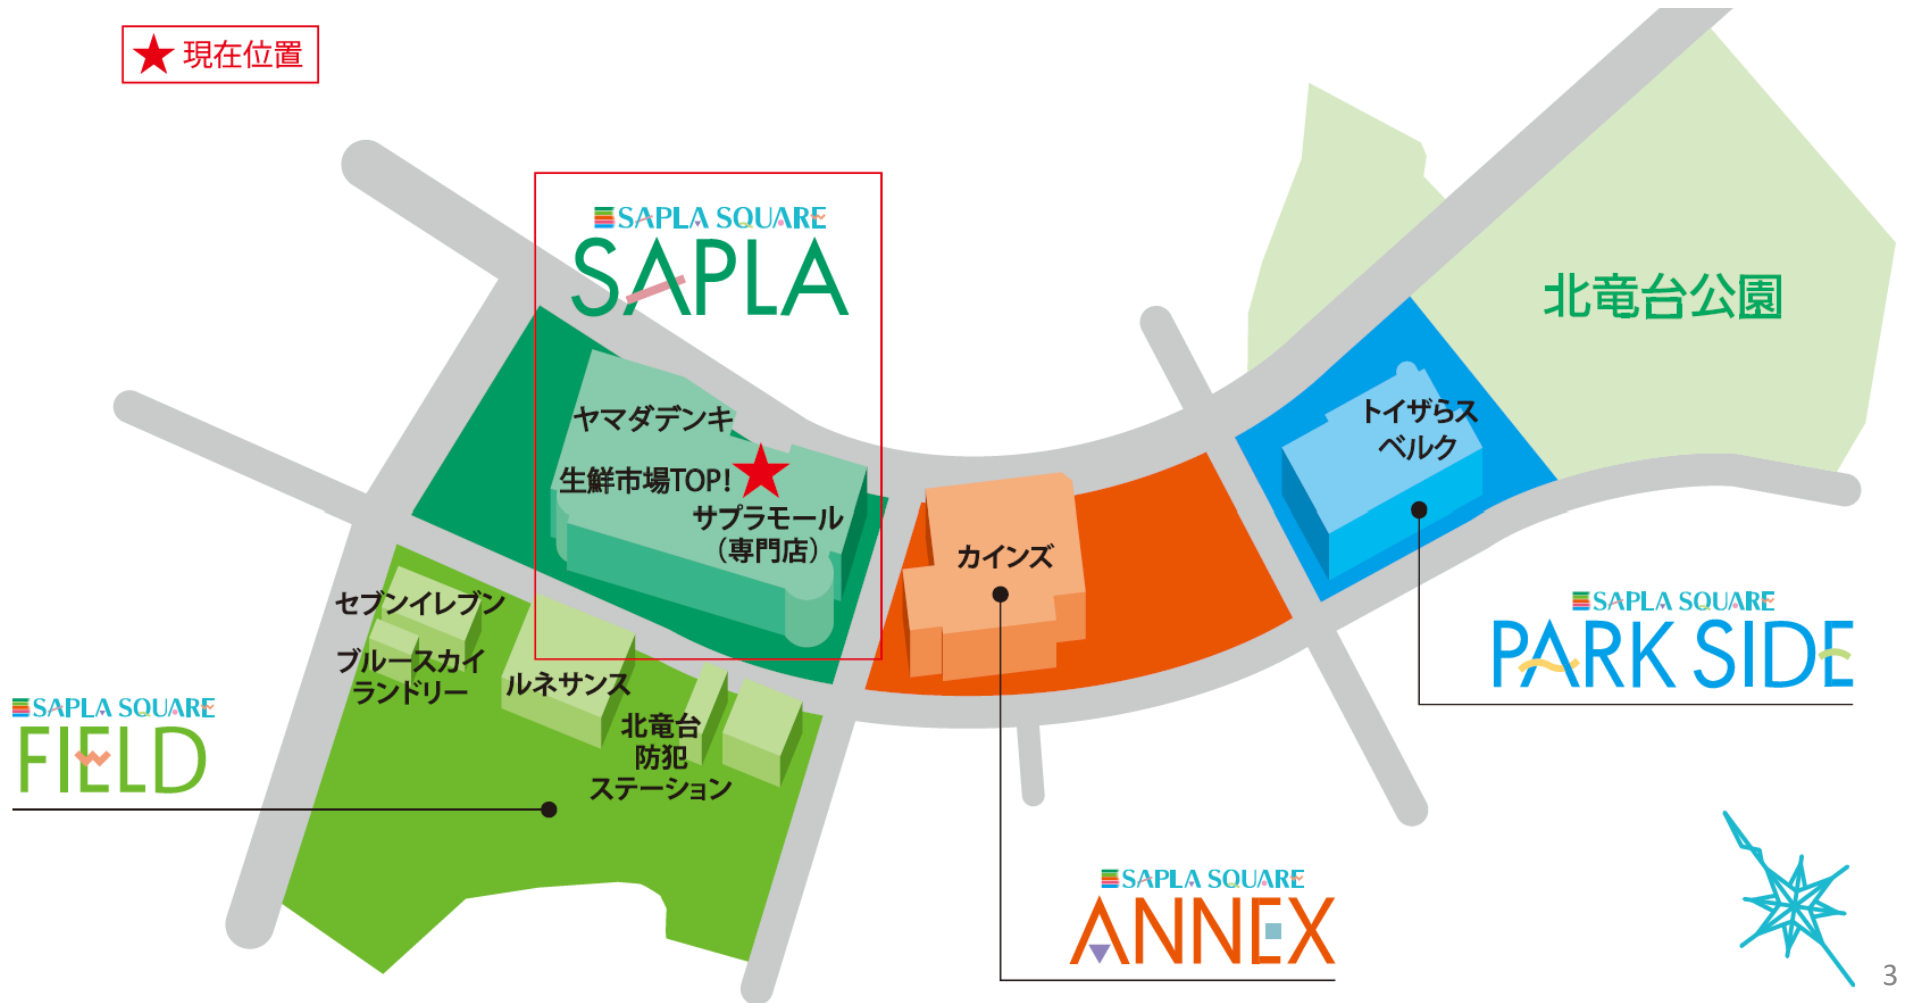 ★ 現在位置
SAPLA SQUARE
SAPLA
北竜台公園
ヤマダデンキ
生鮮市場TOP!
サプラモール
（専門店）
トイザらス
ベルク
カインズ
セブンイレブン
ブルースカイ
ランドリー
ルネサンス
北竜台
防犯
ステーション
SAPLA SQUARE
PARK SIDE
SAPLA SQUARE
FIELD
SAPLA SQUARE
ANNEX
3